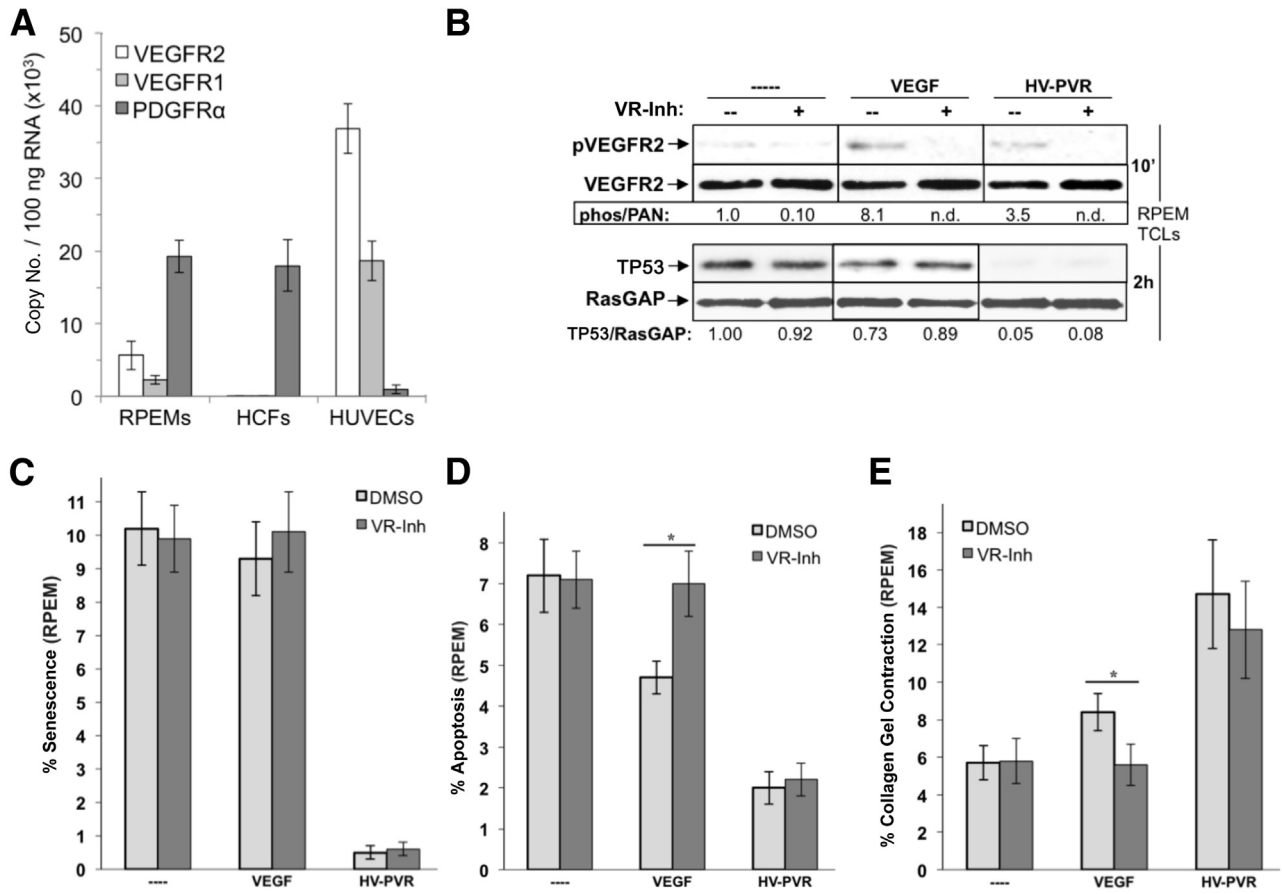 A
Copy No. / 100 ng RNA (x10³)
50
40
30
20
10
0
VEGFR2
VEGFR1
PDGFRα
RPEMs HCFs HUVECs
B
----- VEGF HV-PVR
VR-Inh: -- + -- + -- +
pVEGFR2
VEGFR2
10'
phos/PAN: 1.0 0.10 8.1 n.d. 3.5 n.d.
RPEM
TCLs
TP53
RasGAP
2h
TP53/RasGAP: 1.00 0.92 0.73 0.89 0.05 0.08
C
% Senescence (RPEM)
11
10
9
8
7
6
5
4
3
2
1
0
DMSO
VR-Inh
---- VEGF HV-PVR
D
% Apoptosis (RPEM)
8
7
6
5
4
3
2
1
0
*
DMSO
VR-Inh
---- VEGF HV-PVR
E
% Collagen Gel Contraction (RPEM)
18
16
14
12
10
8
6
4
2
0
DMSO
VR-Inh
*
---- VEGF HV-PVR